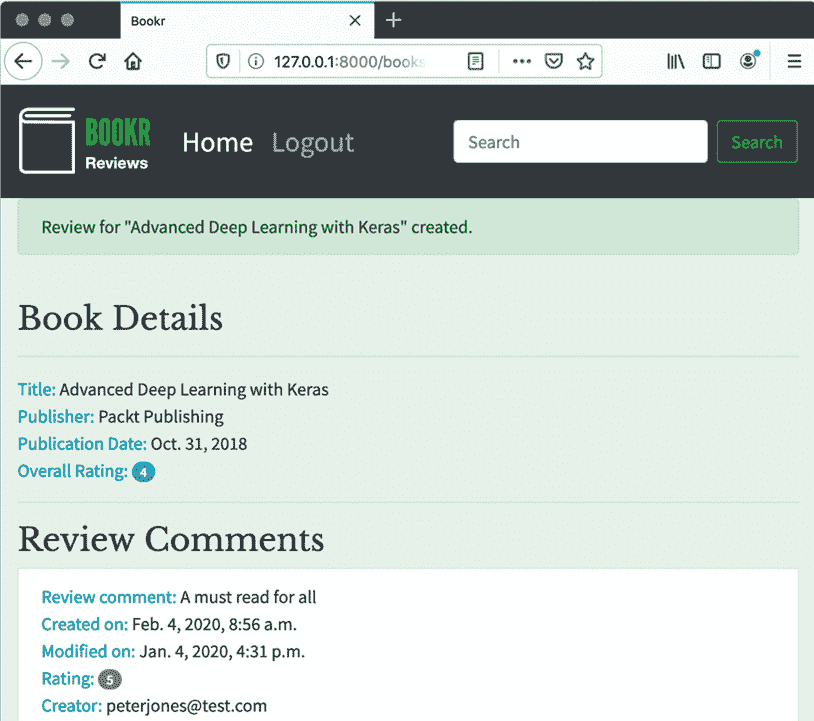 Bookr
127.0.0.1:8000/books
BOOKR
Reviews
Home Logout
Search
Search
Review for "Advanced Deep Learning with Keras" created.
Book Details
Title: Advanced Deep Learning with Keras
Publisher: Packt Publishing
Publication Date: Oct. 31, 2018
Overall Rating: 4
Review Comments
Review comment: A must read for all
Created on: Feb. 4, 2020, 8:56 a.m.
Modified on: Jan. 4, 2020, 4:31 p.m.
Rating: 5
Creator: peterjones@test.com